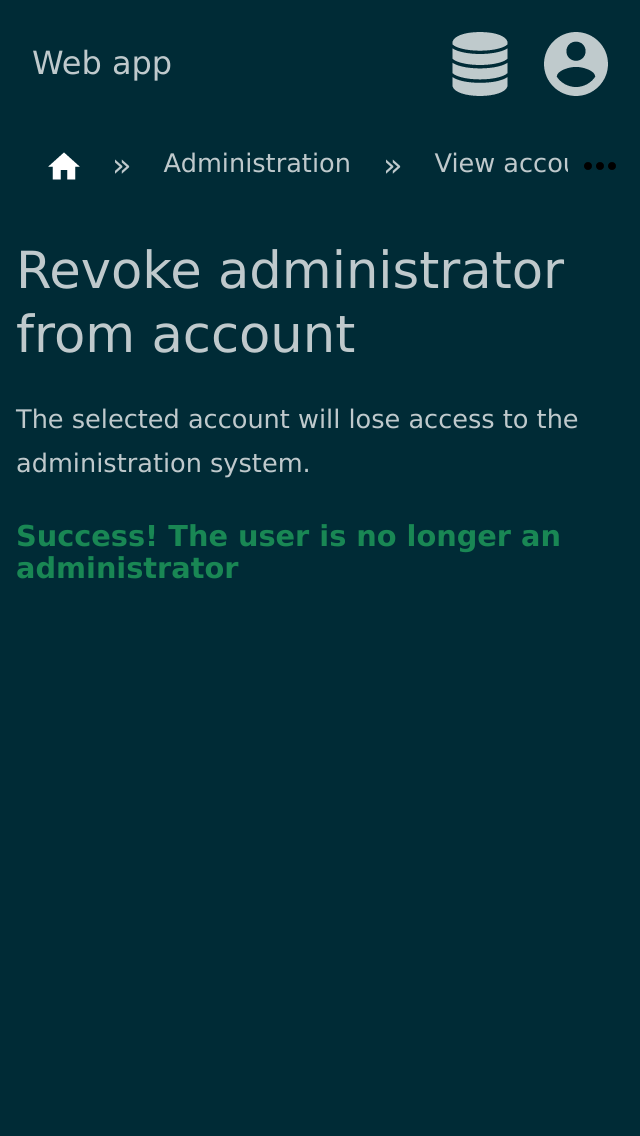 Web app
» Administration » View accou
Revoke administrator
from account
The selected account will lose access to the
administration system.
Success! The user is no longer an
administrator